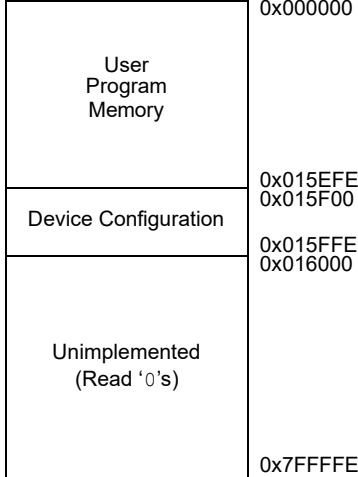 0x000000
User
Program
Memory
0x015EFE
0x015F00
Device Configuration
0x015FFE
0x016000
Unimplemented
(Read ‘0’s)
0x7FFFFE